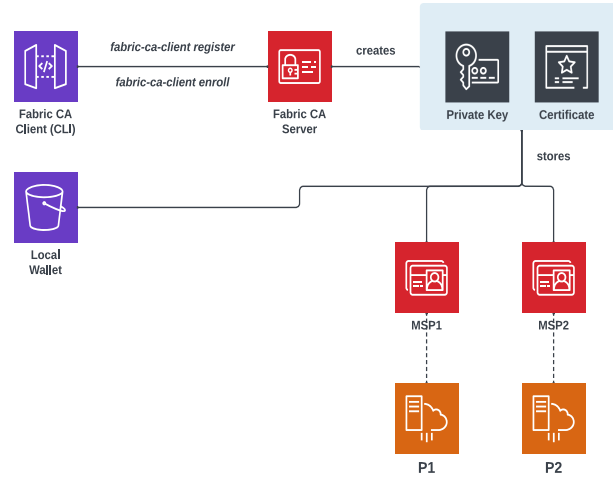 fabric-ca-client register
creates
fabric-ca-client enroll
Fabric CA
Client (CLI)
Fabric CA
Server
Private Key
Certificate
stores
Local
Wallet
MSP1
MSP2
P1
P2